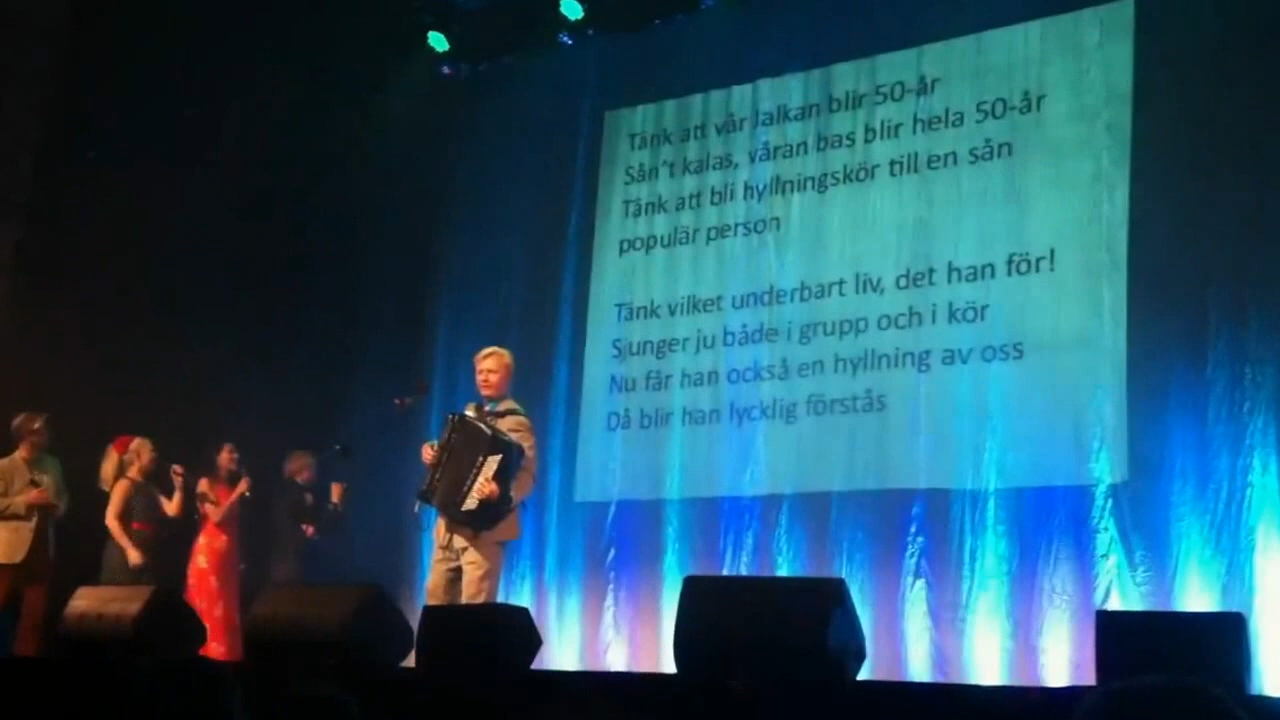 Tänk att vår Jalkan blir 50-år
Sån´t kalas, våran bas blir hela 50-år
Tänk att bli hyllningskör till en sån
populär person
Tänk vilket underbart liv, det han för!
Sjunger ju både i grupp och i kör
Nu får han också en hyllning av oss
Då blir han lycklig förstås